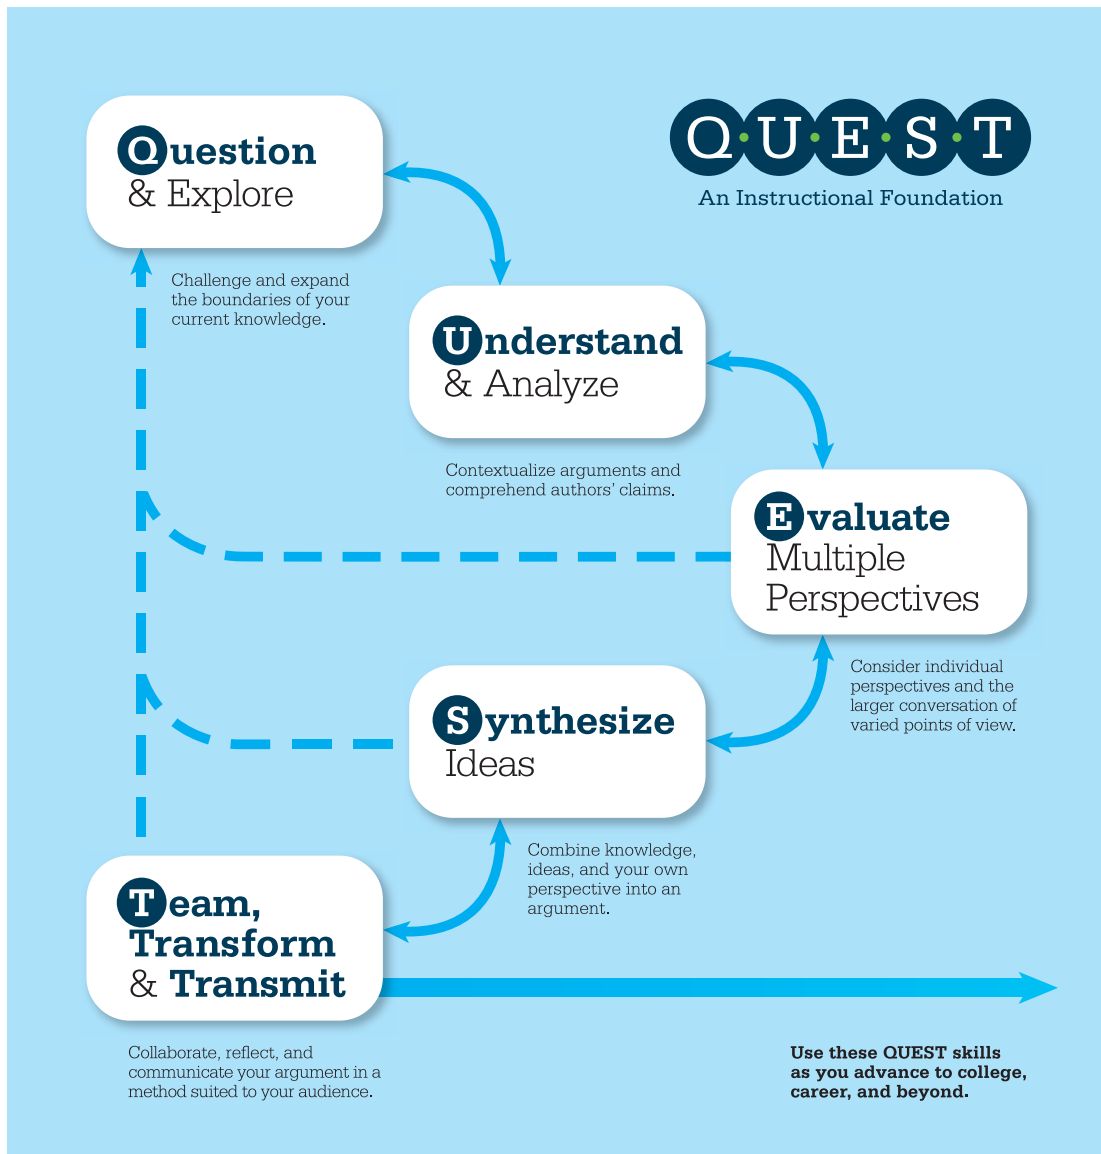 Q·U·E·S·T
An Instructional Foundation
Question
& Explore
Challenge and expand
the boundaries of your
current knowledge.
Understand
& Analyze
Contextualize arguments and
comprehend authors’ claims.
Evaluate
Multiple
Perspectives
Consider individual
perspectives and the
larger conversation of
varied points of view.
Synthesize
Ideas
Combine knowledge,
ideas, and your own
perspective into an
argument.
Team,
Transform
& Transmit
Collaborate, reflect, and
communicate your argument in a
method suited to your audience.
Use these QUEST skills
as you advance to college,
career, and beyond.